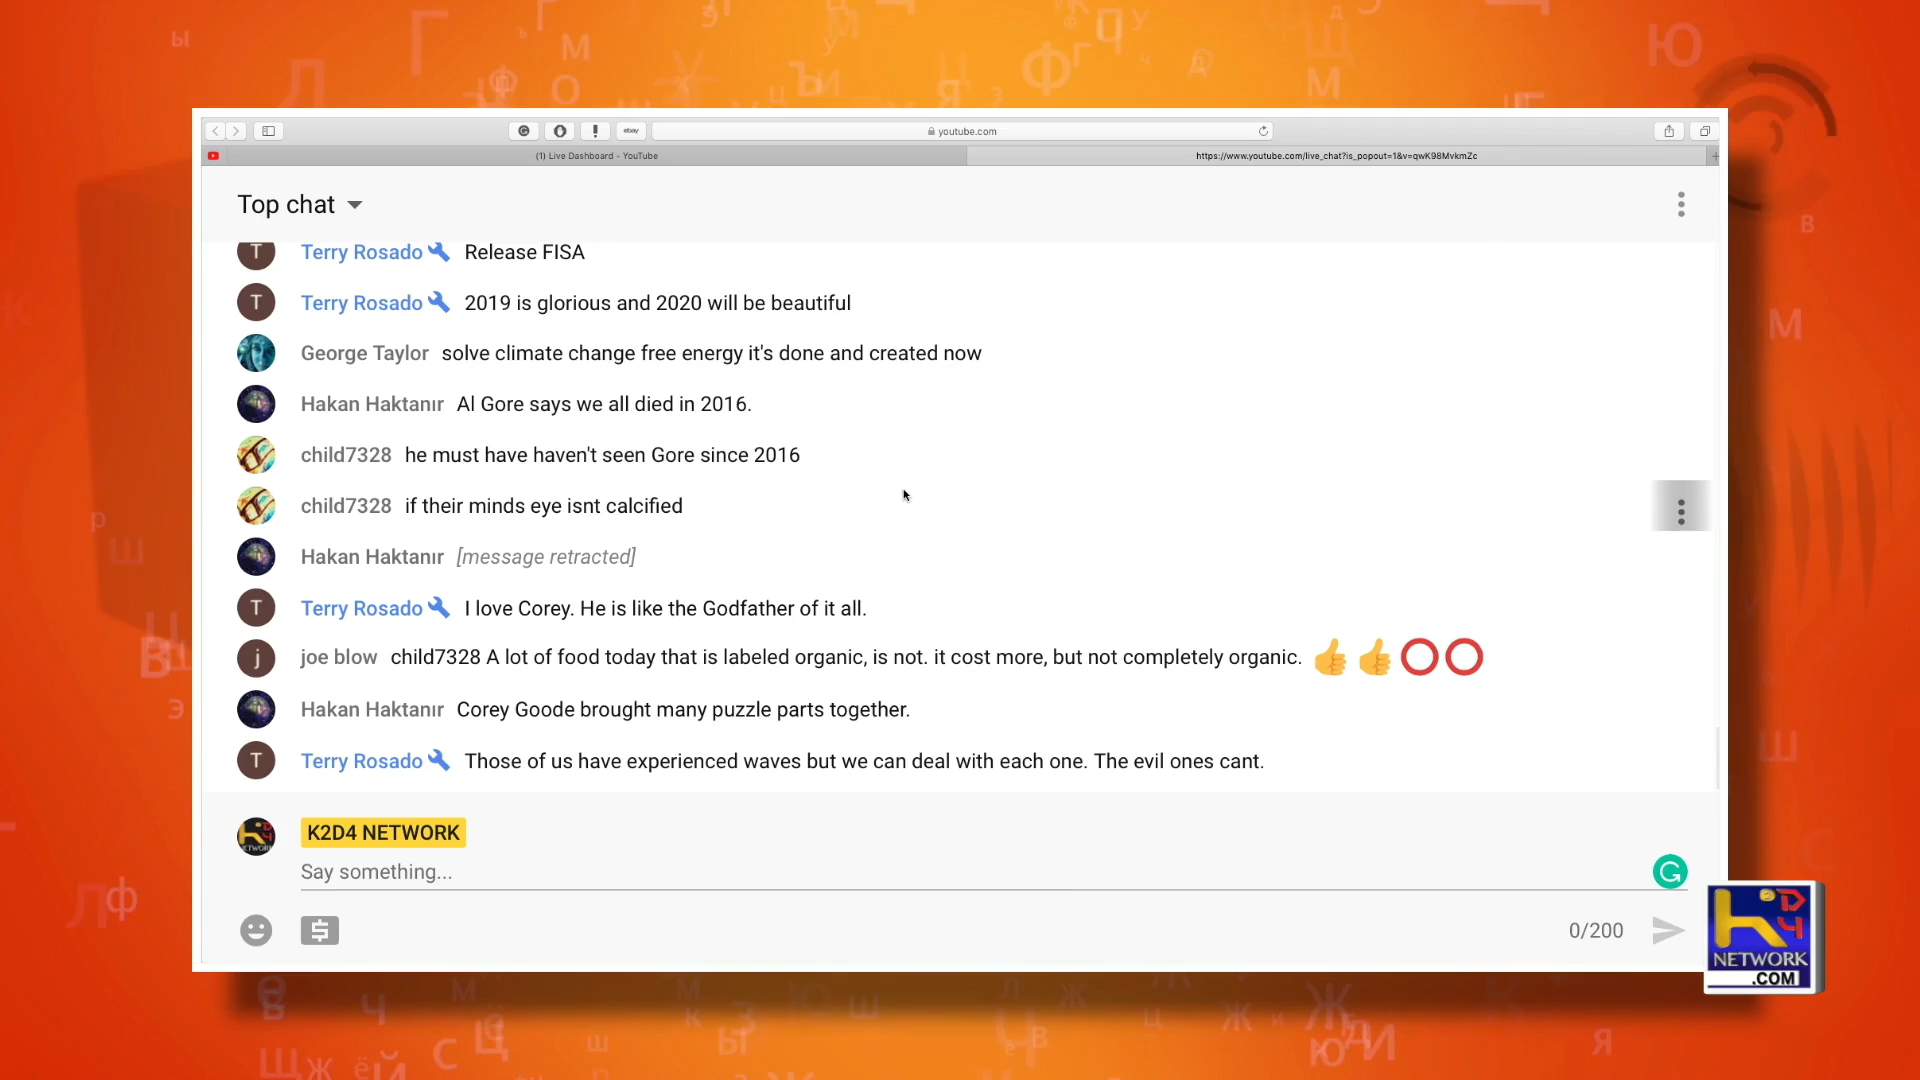 ebay
youtube.com
(1) Live Dashboard - YouTube
https://www.youtube.com/live_chat?is_popout=1&v=qwK98MvkmZc
Top chat
T Terry Rosado Release FISA
T Terry Rosado 2019 is glorious and 2020 will be beautiful
George Taylor solve climate change free energy it's done and created now
Hakan Haktanır Al Gore says we all died in 2016.
child7328 he must have haven't seen Gore since 2016
child7328 if their minds eye isnt calcified
Hakan Haktanır [message retracted]
T Terry Rosado I love Corey. He is like the Godfather of it all.
j joe blow child7328 A lot of food today that is labeled organic, is not. it cost more, but not completely organic. 👍👍⭕⭕
Hakan Haktanır Corey Goode brought many puzzle parts together.
T Terry Rosado Those of us have experienced waves but we can deal with each one. The evil ones cant.
K2D4 NETWORK
Say something...
0/200
K2D4
NETWORK
.COM